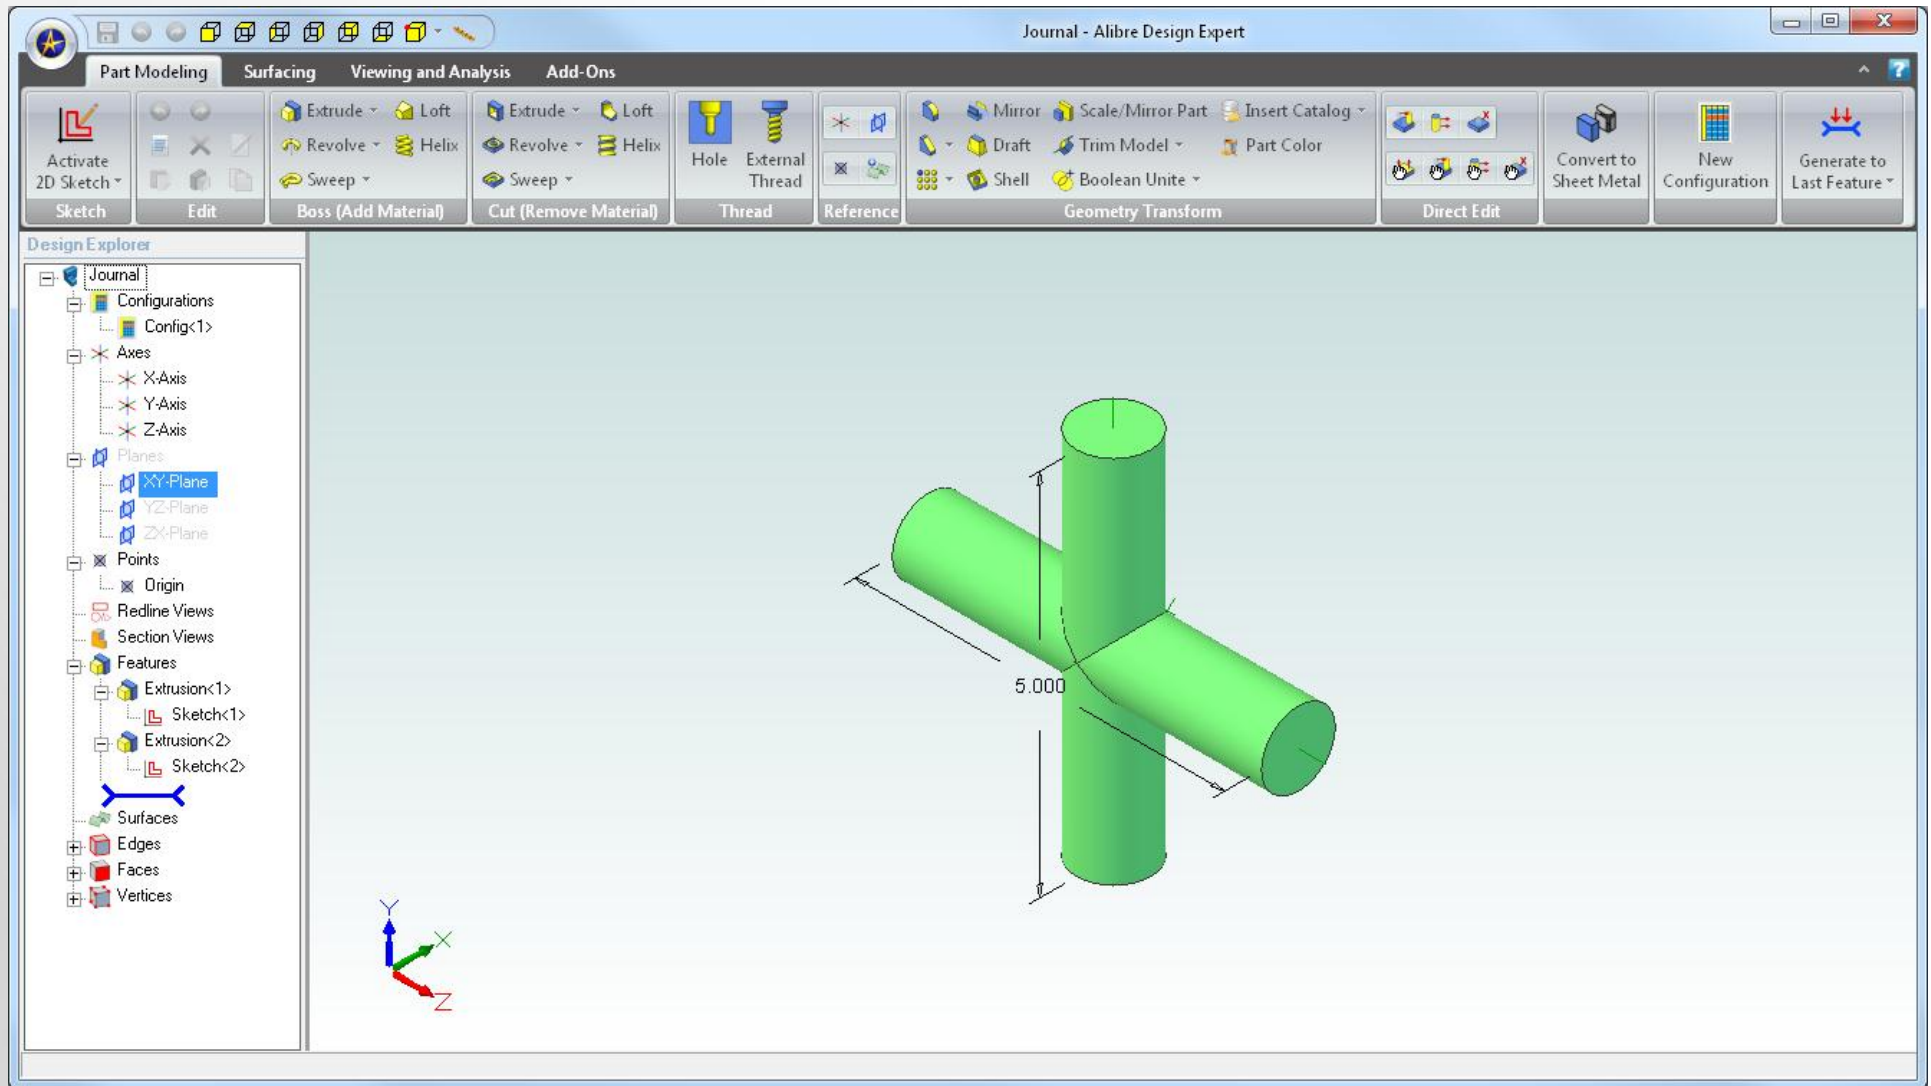 Journal - Alibre Design Expert
Part Modeling Surfacing Viewing and Analysis Add-Ons
Extrude Loft Extrude Loft Mirror Scale/Mirror Part Insert Catalog
Revolve Helix Revolve Helix Draft Trim Model Part Color
Activate 2D Sketch
Sweep Sweep Hole External Thread Shell Boolean Unite Convert to Sheet Metal New Configuration Generate to Last Feature
Sketch Edit Boss (Add Material) Cut (Remove Material) Thread Reference Geometry Transform Direct Edit
Design Explorer
Journal
Configurations
Config<1>
Axes
X-Axis
Y-Axis
Z-Axis
Planes
XY-Plane
YZ-Plane
ZX-Plane
Points
Origin
Redline Views
Section Views
Features
Extrusion<1>
Sketch<1>
Extrusion<2>
Sketch<2>
Surfaces
Edges
Faces
Vertices
5.000
Y
X
Z